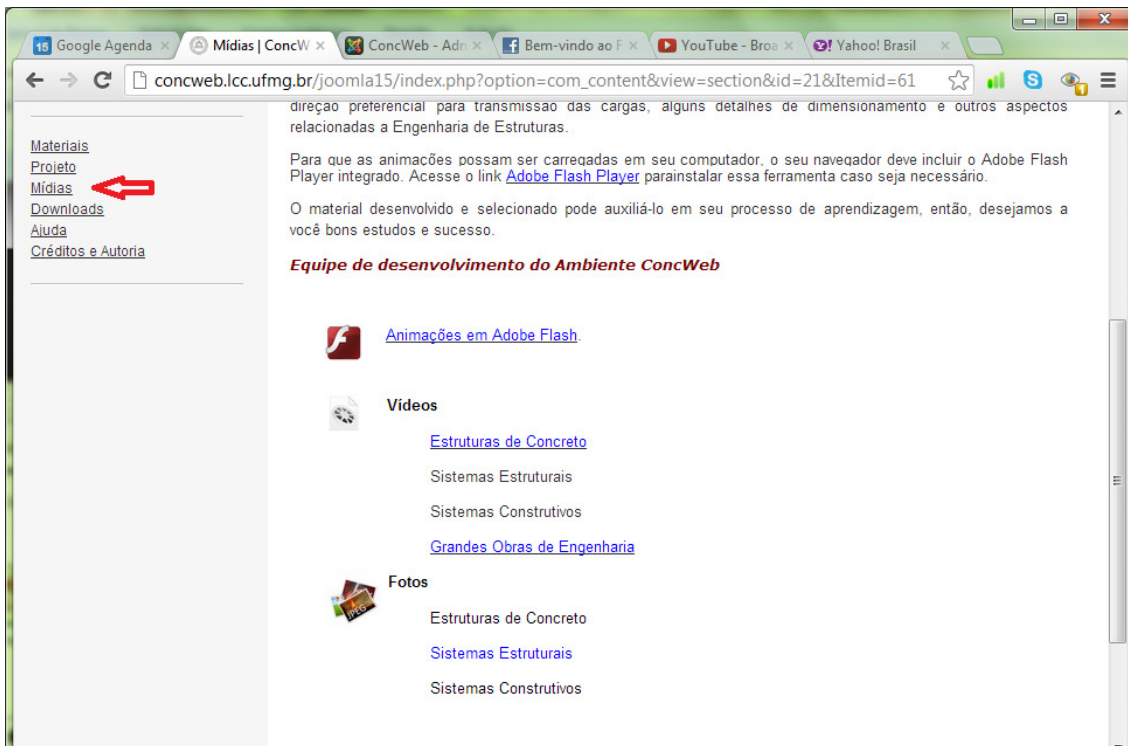 15 Google Agenda
Mídias | ConcW
ConcWeb - Adn
Bem-vindo ao F
YouTube - Broa
Yahoo! Brasil
concweb.lcc.ufmg.br/joomla15/index.php?option=com_content&view=section&id=21&Itemid=61
1
Materiais
Projeto
Mídias
Downloads
Ajuda
Créditos e Autoria
direção preferencial para transmissão das cargas, alguns detalhes de dimensionamento e outros aspectos
relacionadas a Engenharia de Estruturas.
Para que as animações possam ser carregadas em seu computador, o seu navegador deve incluir o Adobe Flash
Player integrado. Acesse o link Adobe Flash Player parainstalar essa ferramenta caso seja necessário.
O material desenvolvido e selecionado pode auxiliá-lo em seu processo de aprendizagem, então, desejamos a
você bons estudos e sucesso.
Equipe de desenvolvimento do Ambiente ConcWeb
Animações em Adobe Flash.
Vídeos
Estruturas de Concreto
Sistemas Estruturais
Sistemas Construtivos
Grandes Obras de Engenharia
Fotos
JPEG
Estruturas de Concreto
Sistemas Estruturais
Sistemas Construtivos